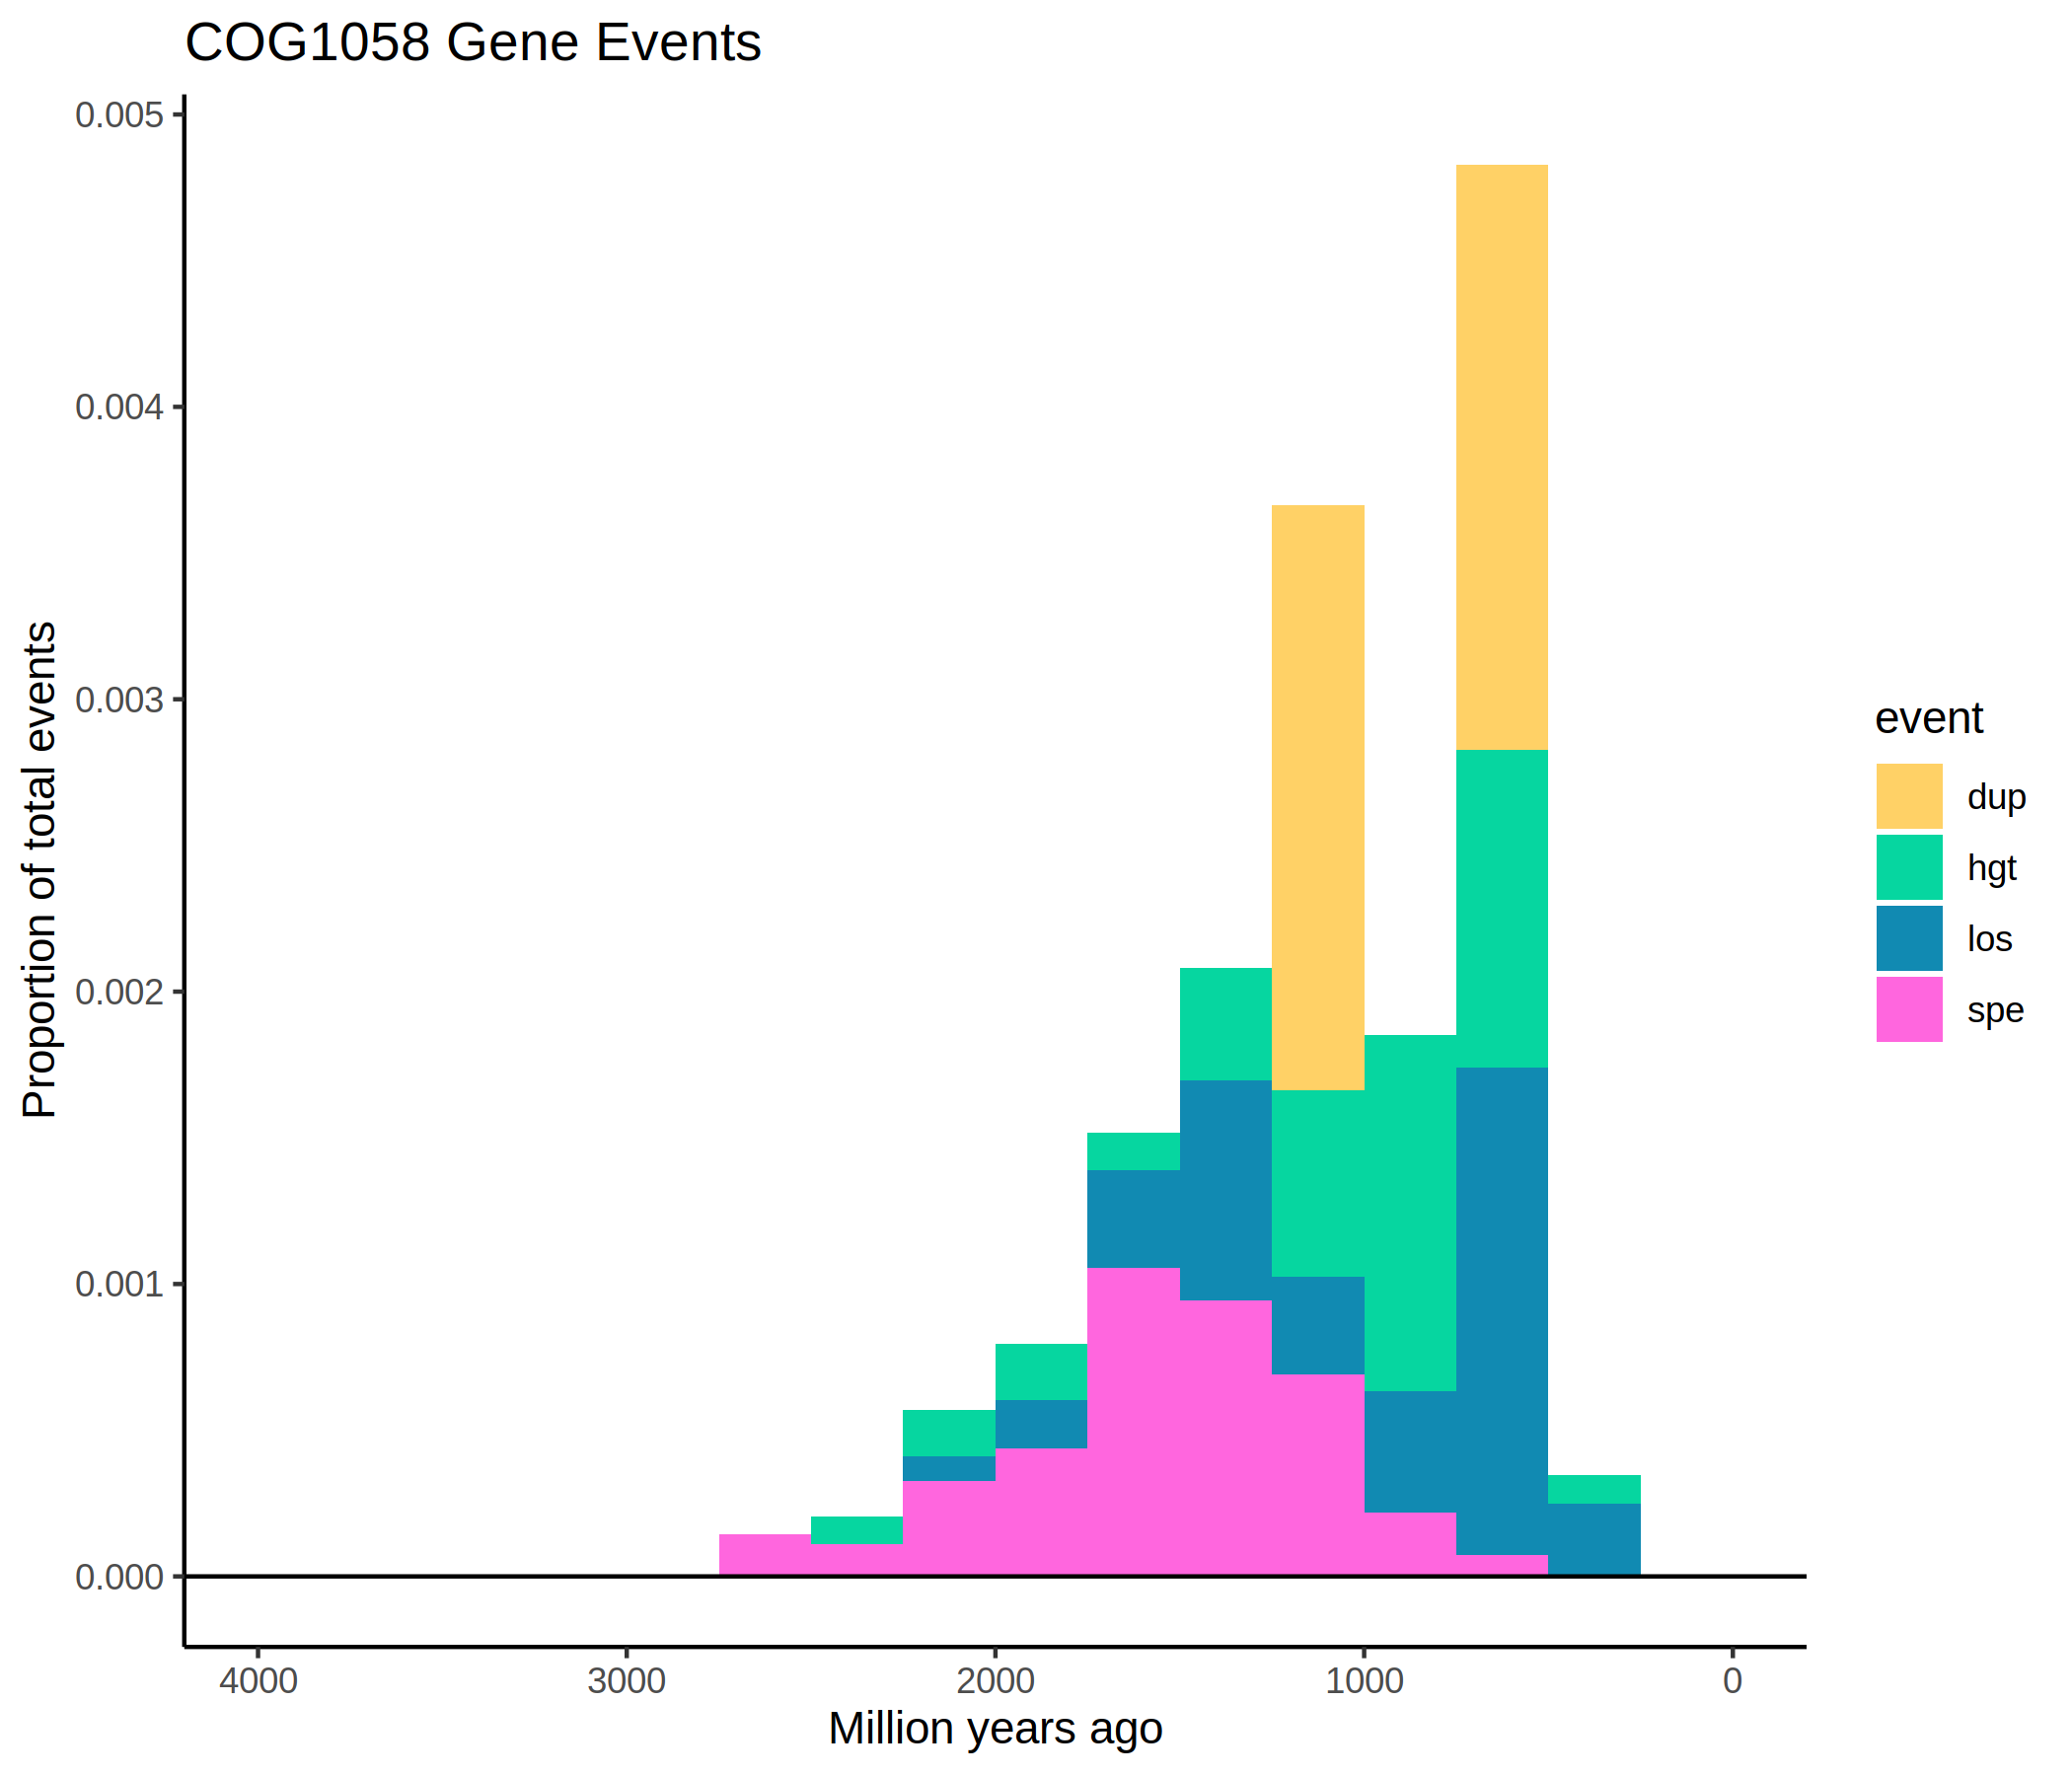 COG1058 Gene Events
0.005
0.004
0.003
0.002
0.001
0.000
Proportion of total events
4000 3000 2000 1000 0
Million years ago
event
dup
hgt
los
spe